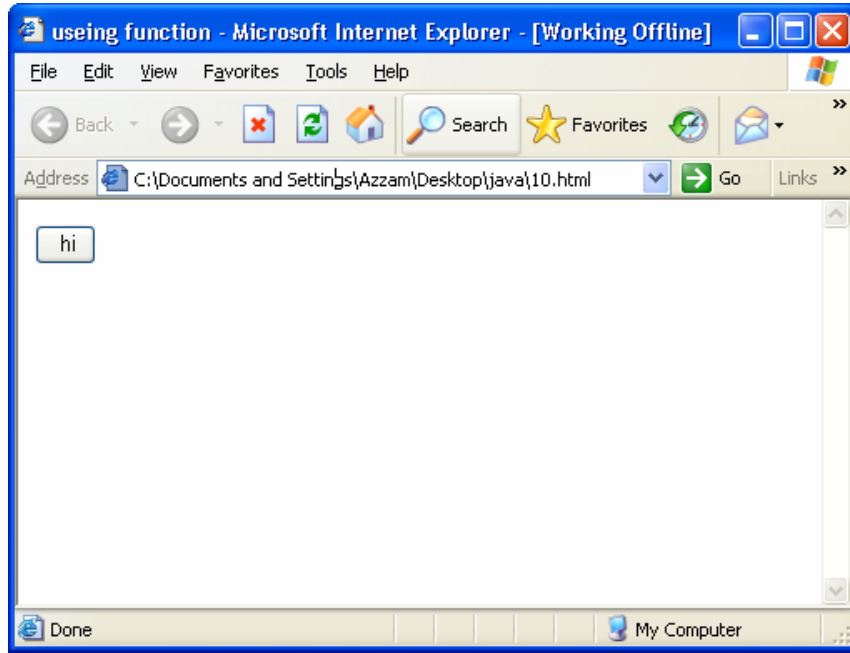 useing function - Microsoft Internet Explorer - [Working Offline]
File Edit View Favorites Tools Help
Back Search Favorites »
Address C:\Documents and Settings\Azzam\Desktop\java\10.html Go Links »
hi
Done My Computer